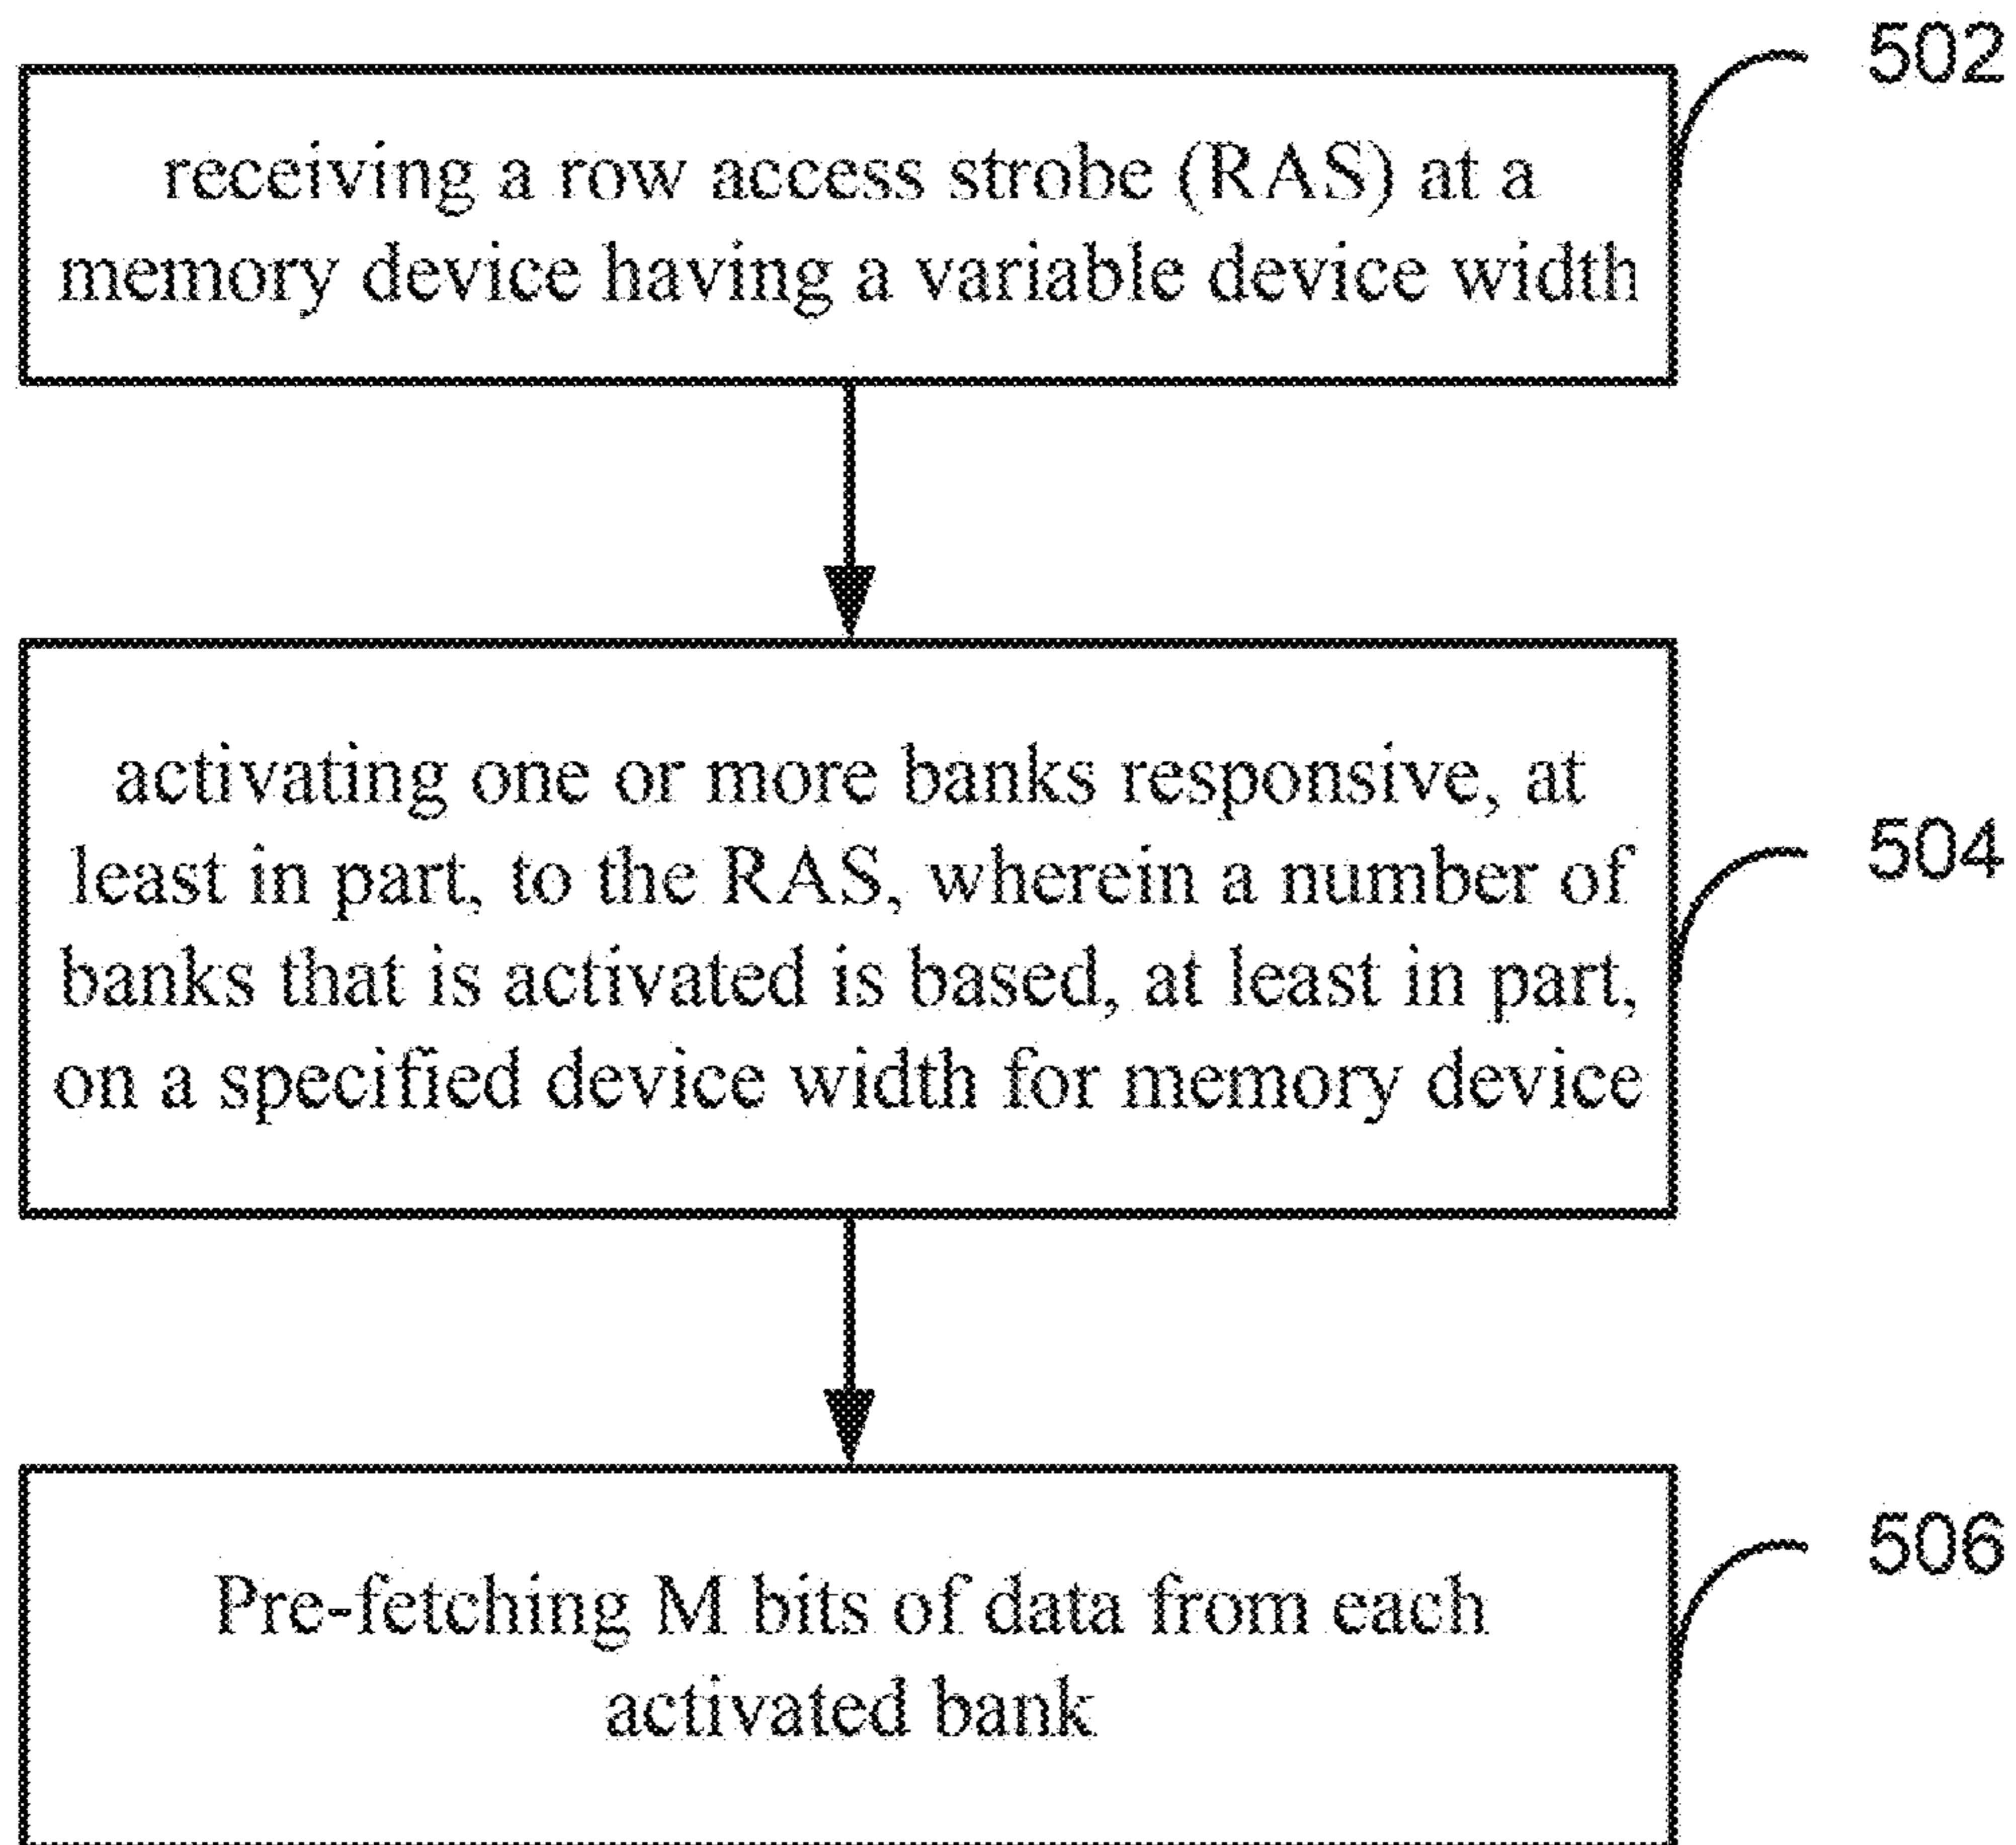 502
receiving a row access strobe (RAS) at a
memory device having a variable device width
activating one or more banks responsive, at
least in part, to the RAS, wherein a number of
banks that is activated is based, at least in part,
on a specified device width for memory device
504
Pre-fetching M bits of data from each
activated bank
506